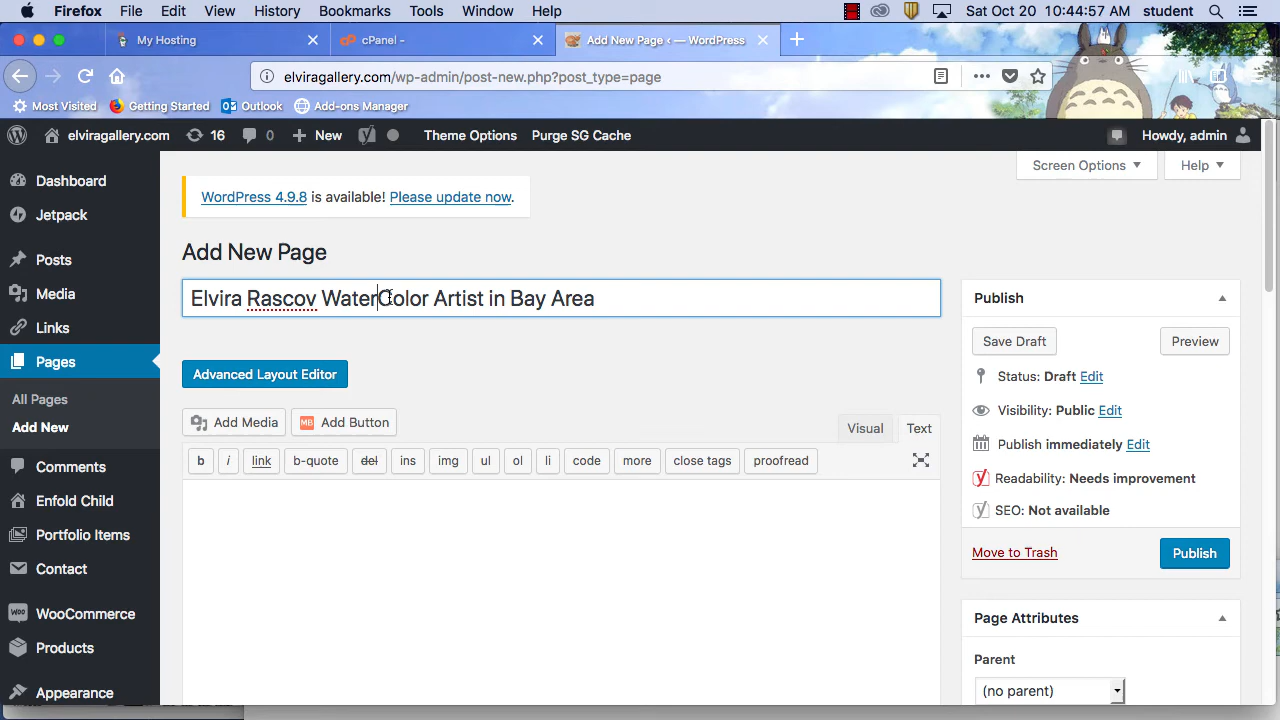 Firefox File Edit View History Bookmarks Tools Window Help Sat Oct 20 10:44:57 AM student
My Hosting cPanel - Add New Page ‹ — WordPress
elviragallery.com/wp-admin/post-new.php?post_type=page
Most Visited Getting Started Outlook Add-ons Manager
elviragallery.com 16 0 New Theme Options Purge SG Cache Howdy, admin
Screen Options Help
Dashboard
Jetpack
Posts
Media
Links
Pages
All Pages
Add New
Comments
Enfold Child
Portfolio Items
Contact
WooCommerce
Products
Appearance
WordPress 4.9.8 is available! Please update now.
Add New Page
Elvira Rascov WaterColor Artist in Bay Area
Advanced Layout Editor
Add Media MB Add Button Visual Text
b i link b-quote del ins img ul ol li code more close tags proofread
Publish
Save Draft Preview
Status: Draft Edit
Visibility: Public Edit
Publish immediately Edit
Readability: Needs improvement
SEO: Not available
Move to Trash Publish
Page Attributes
Parent
(no parent)